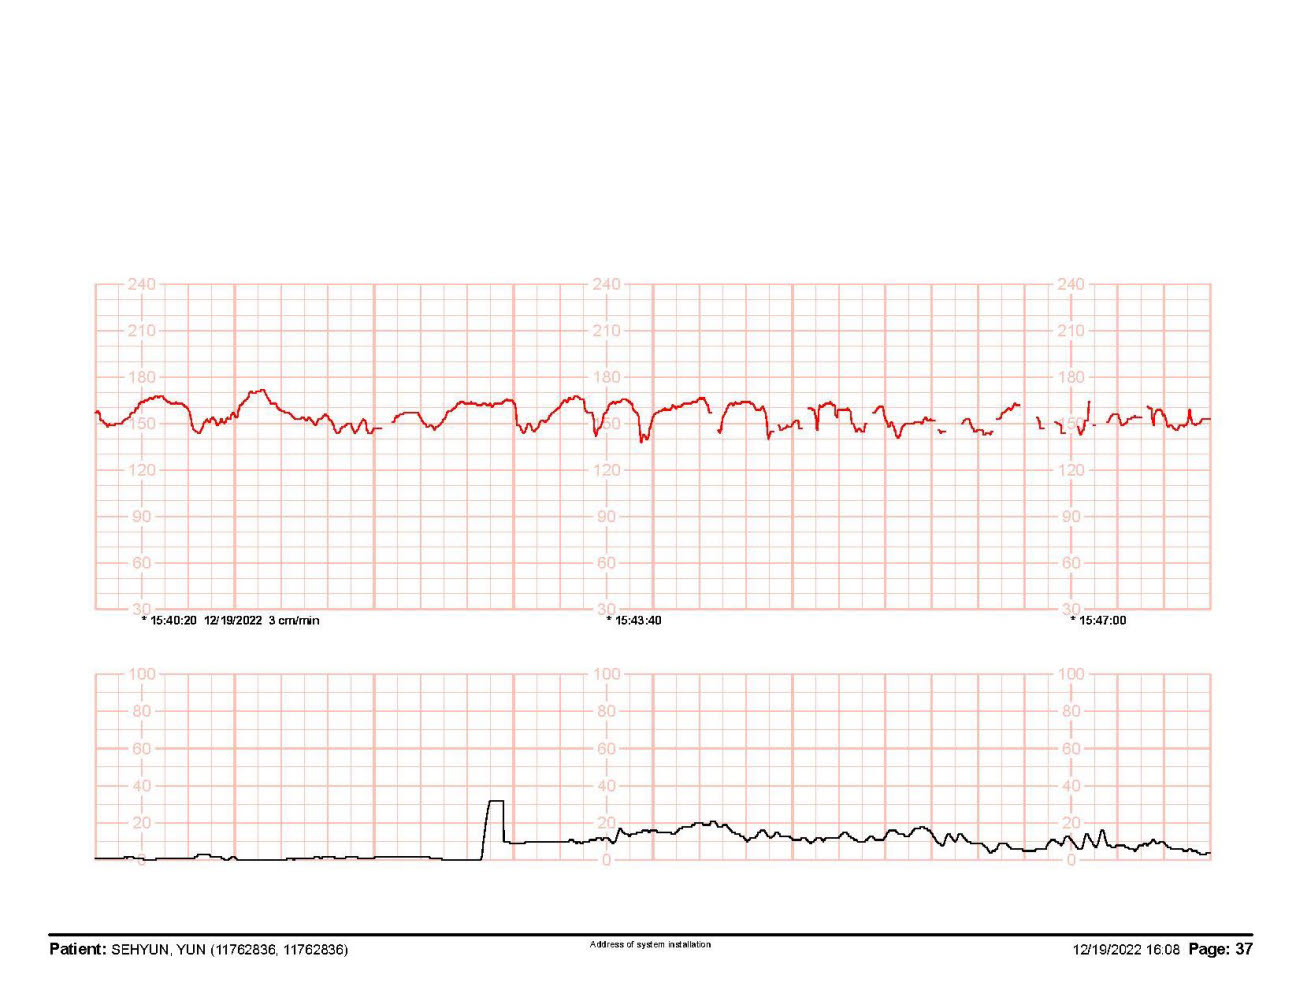 240 240 240
210 210 210
180 180 180
150 150 150
120 120 120
90 90 90
60 60 60
30 30 30
* 15:40:20 12/19/2022 3 cm/min * 15:43:40 * 15:47:00
100 100 100
80 80 80
60 60 60
40 40 40
20 20 20
0 0 0
Patient: SEHYUN, YUN (11762836, 11762836) Address of system installation 12/19/2022 16:08 Page: 37